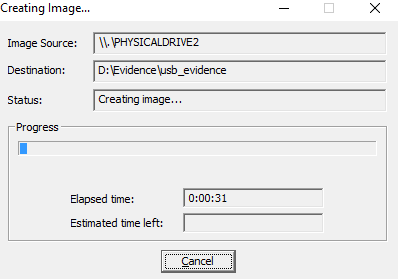 Creating Image...
Image Source: \\.\PHYSICALDRIVE2
Destination: D:\Evidence\usb_evidence
Status: Creating image...
Progress
Elapsed time: 0:00:31
Estimated time left:
Cancel